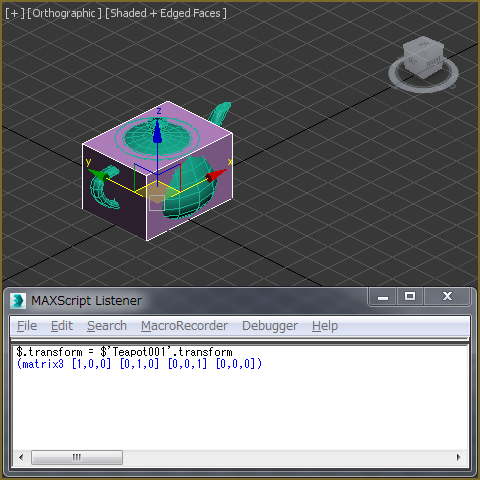 [+] [Orthographic] [Shaded + Edged Faces]
z
y
x
MAXScript Listener
File Edit Search MacroRecorder Debugger Help
$.transform = $'Teapot001'.transform
(matrix3 [1,0,0] [0,1,0] [0,0,1] [0,0,0])